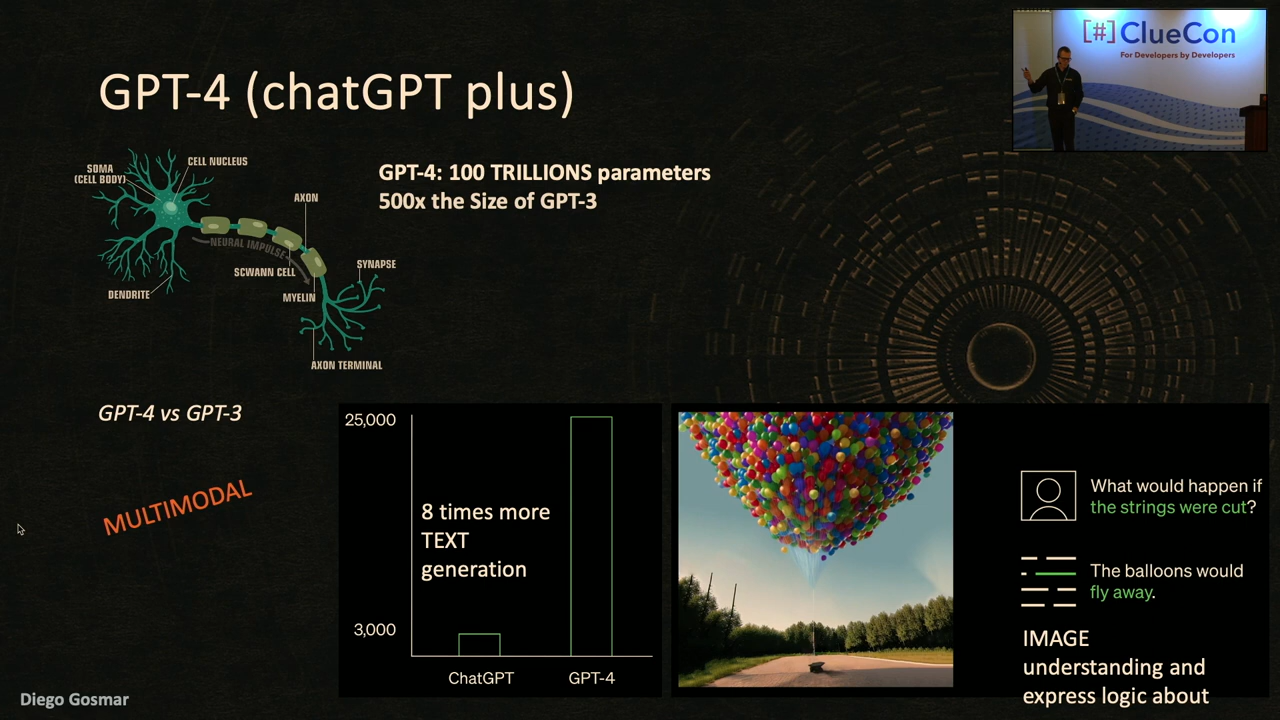 [#]ClueCon
For Developers by Developers
GPT-4 (chatGPT plus)
SOMA
(CELL BODY)
CELL NUCLEUS
AXON
NEURAL IMPULSE
SCWANN CELL
SYNAPSE
DENDRITE
MYELIN
AXON TERMINAL
GPT-4: 100 TRILLIONS parameters
500x the Size of GPT-3
GPT-4 vs GPT-3
MULTIMODAL
25,000
8 times more
TEXT
generation
3,000
ChatGPT
GPT-4
What would happen if
the strings were cut?
The balloons would
fly away.
IMAGE
understanding and
express logic about
Diego Gosmar